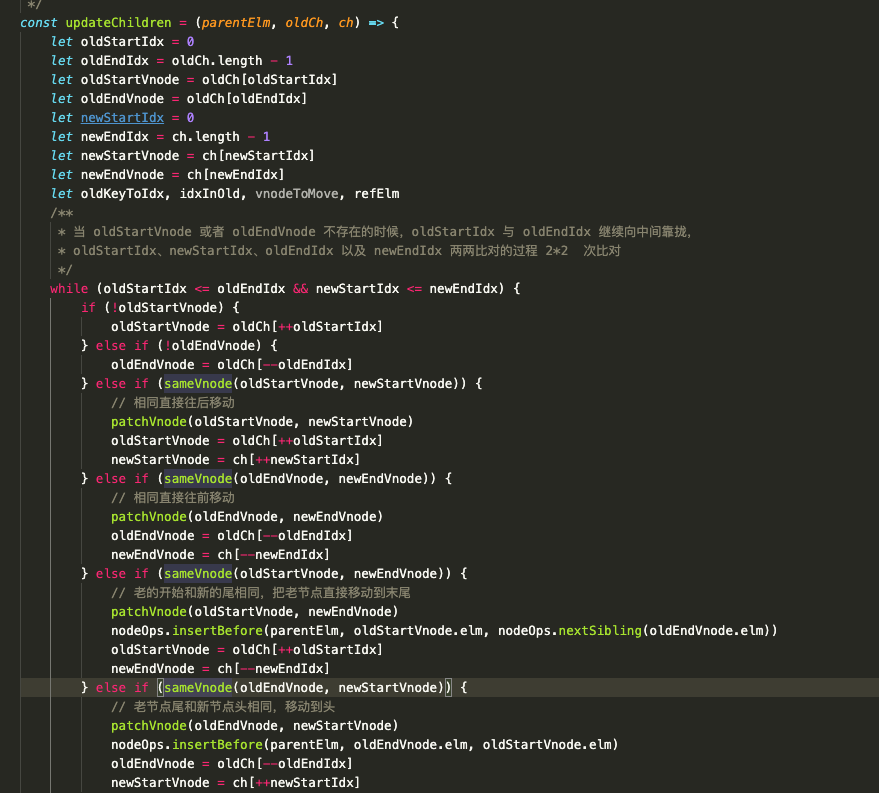 */
const updateChildren = (parentElm, oldCh, ch) => {
let oldStartIdx = 0
let oldEndIdx = oldCh.length - 1
let oldStartVnode = oldCh[oldStartIdx]
let oldEndVnode = oldCh[oldEndIdx]
let newStartIdx = 0
let newEndIdx = ch.length - 1
let newStartVnode = ch[newStartIdx]
let newEndVnode = ch[newEndIdx]
let oldKeyToIdx, idxInOld, vnodeToMove, refElm
/**
* 当 oldStartVnode 或者 oldEndVnode 不存在的时候，oldStartIdx 与 oldEndIdx 继续向中间靠拢，
* oldStartIdx、newStartIdx、oldEndIdx 以及 newEndIdx 两两比对的过程 2*2 次比对
*/
while (oldStartIdx <= oldEndIdx && newStartIdx <= newEndIdx) {
if (!oldStartVnode) {
oldStartVnode = oldCh[++oldStartIdx]
} else if (!oldEndVnode) {
oldEndVnode = oldCh[--oldEndIdx]
} else if (sameVnode(oldStartVnode, newStartVnode)) {
// 相同直接往后移动
patchVnode(oldStartVnode, newStartVnode)
oldStartVnode = oldCh[++oldStartIdx]
newStartVnode = ch[++newStartIdx]
} else if (sameVnode(oldEndVnode, newEndVnode)) {
// 相同直接往前移动
patchVnode(oldEndVnode, newEndVnode)
oldEndVnode = oldCh[--oldEndIdx]
newEndVnode = ch[--newEndIdx]
} else if (sameVnode(oldStartVnode, newEndVnode)) {
// 老的开始和新的尾相同，把老节点直接移动到末尾
patchVnode(oldStartVnode, newEndVnode)
nodeOps.insertBefore(parentElm, oldStartVnode.elm, nodeOps.nextSibling(oldEndVnode.elm))
oldStartVnode = oldCh[++oldStartIdx]
newEndVnode = ch[--newEndIdx]
} else if (sameVnode(oldEndVnode, newStartVnode)) {
// 老节点尾和新节点头相同，移动到头
patchVnode(oldEndVnode, newStartVnode)
nodeOps.insertBefore(parentElm, oldEndVnode.elm, oldStartVnode.elm)
oldEndVnode = oldCh[--oldEndIdx]
newStartVnode = ch[++newStartIdx]